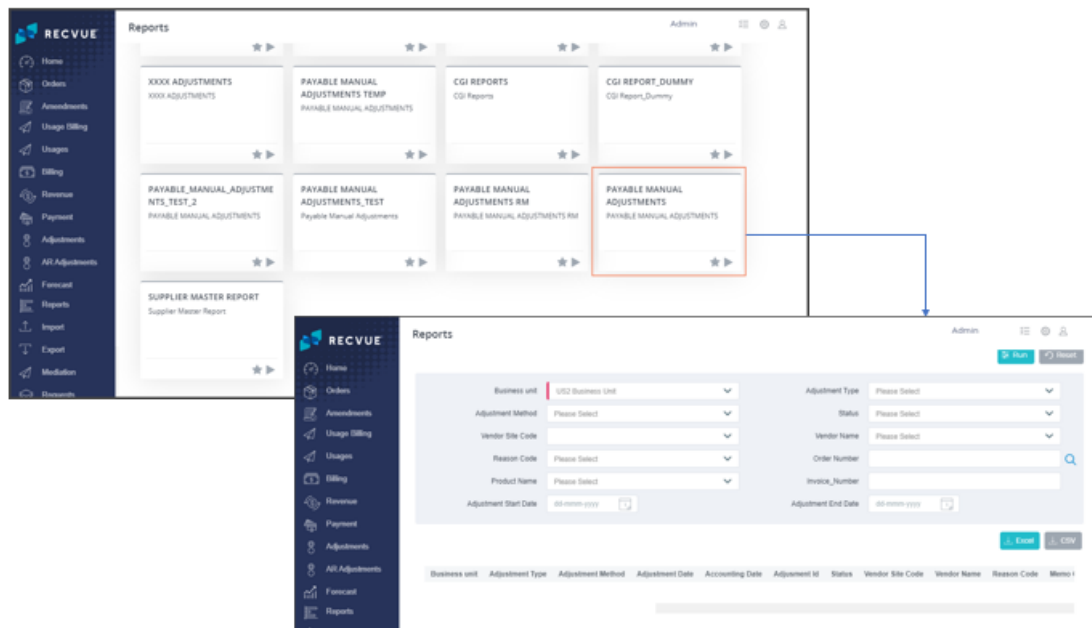 RECVUE
Reports
Admin
Home
Orders
Amendments
Usage Billing
Usages
Billing
Revenue
Payment
Adjustments
AR Adjustments
Forecast
Reports
Import
Export
Mediation
Requests
XXXX ADJUSTMENTS
XXXX ADJUSTMENTS
PAYABLE MANUAL
ADJUSTMENTS TEMP
PAYABLE MANUAL ADJUSTMENTS
CGI REPORTS
CGI Reports
CGI REPORT_DUMMY
CGI Report_Dummy
PAYABLE_MANUAL_ADJUSTME
NTS_TEST_2
PAYABLE MANUAL ADJUSTMENTS
PAYABLE MANUAL
ADJUSTMENTS_TEST
Payable Manual Adjustments
PAYABLE MANUAL
ADJUSTMENTS RM
PAYABLE MANUAL ADJUSTMENTS RM
PAYABLE MANUAL
ADJUSTMENTS
PAYABLE MANUAL ADJUSTMENTS
SUPPLIER MASTER REPORT
Supplier Master Report
RECVUE
Reports
Admin
Home
Orders
Amendments
Usage Billing
Usages
Billing
Revenue
Payment
Adjustments
AR Adjustments
Forecast
Reports
Run Reset
Business unit US2 Business Unit Adjustment Type Please Select
Adjustment Method Please Select Status Please Select
Vendor Site Code Vendor Name Please Select
Reason Code Please Select Order Number
Product Name Please Select Invoice_Number
Adjustment Start Date dd-mmm-yyyy Adjustment End Date dd-mmm-yyyy
Excel CSV
Business unit Adjustment Type Adjustment Method Adjustment Date Accounting Date Adjusment Id Status Vendor Site Code Vendor Name Reason Code Memo